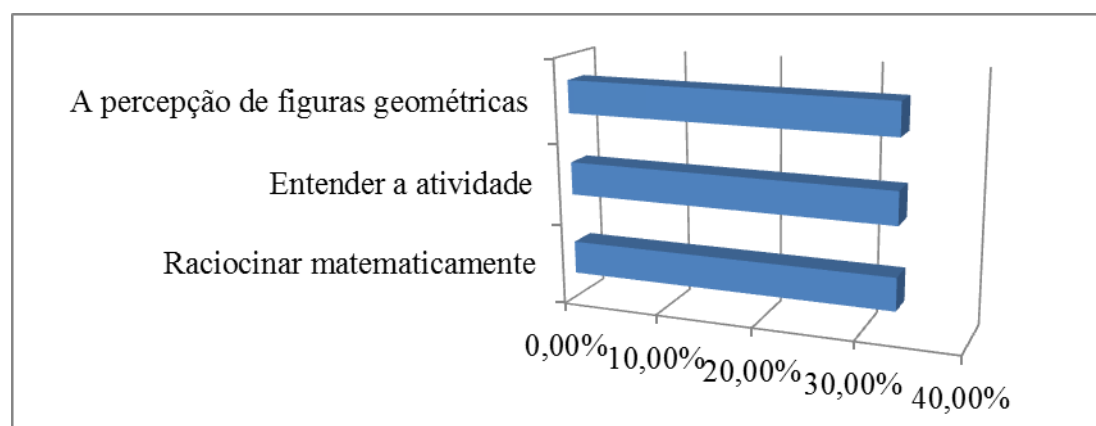 A percepção de figuras geométricas
Entender a atividade
Raciocinar matematicamente
0,00%
10,00%
20,00%
30,00%
40,00%